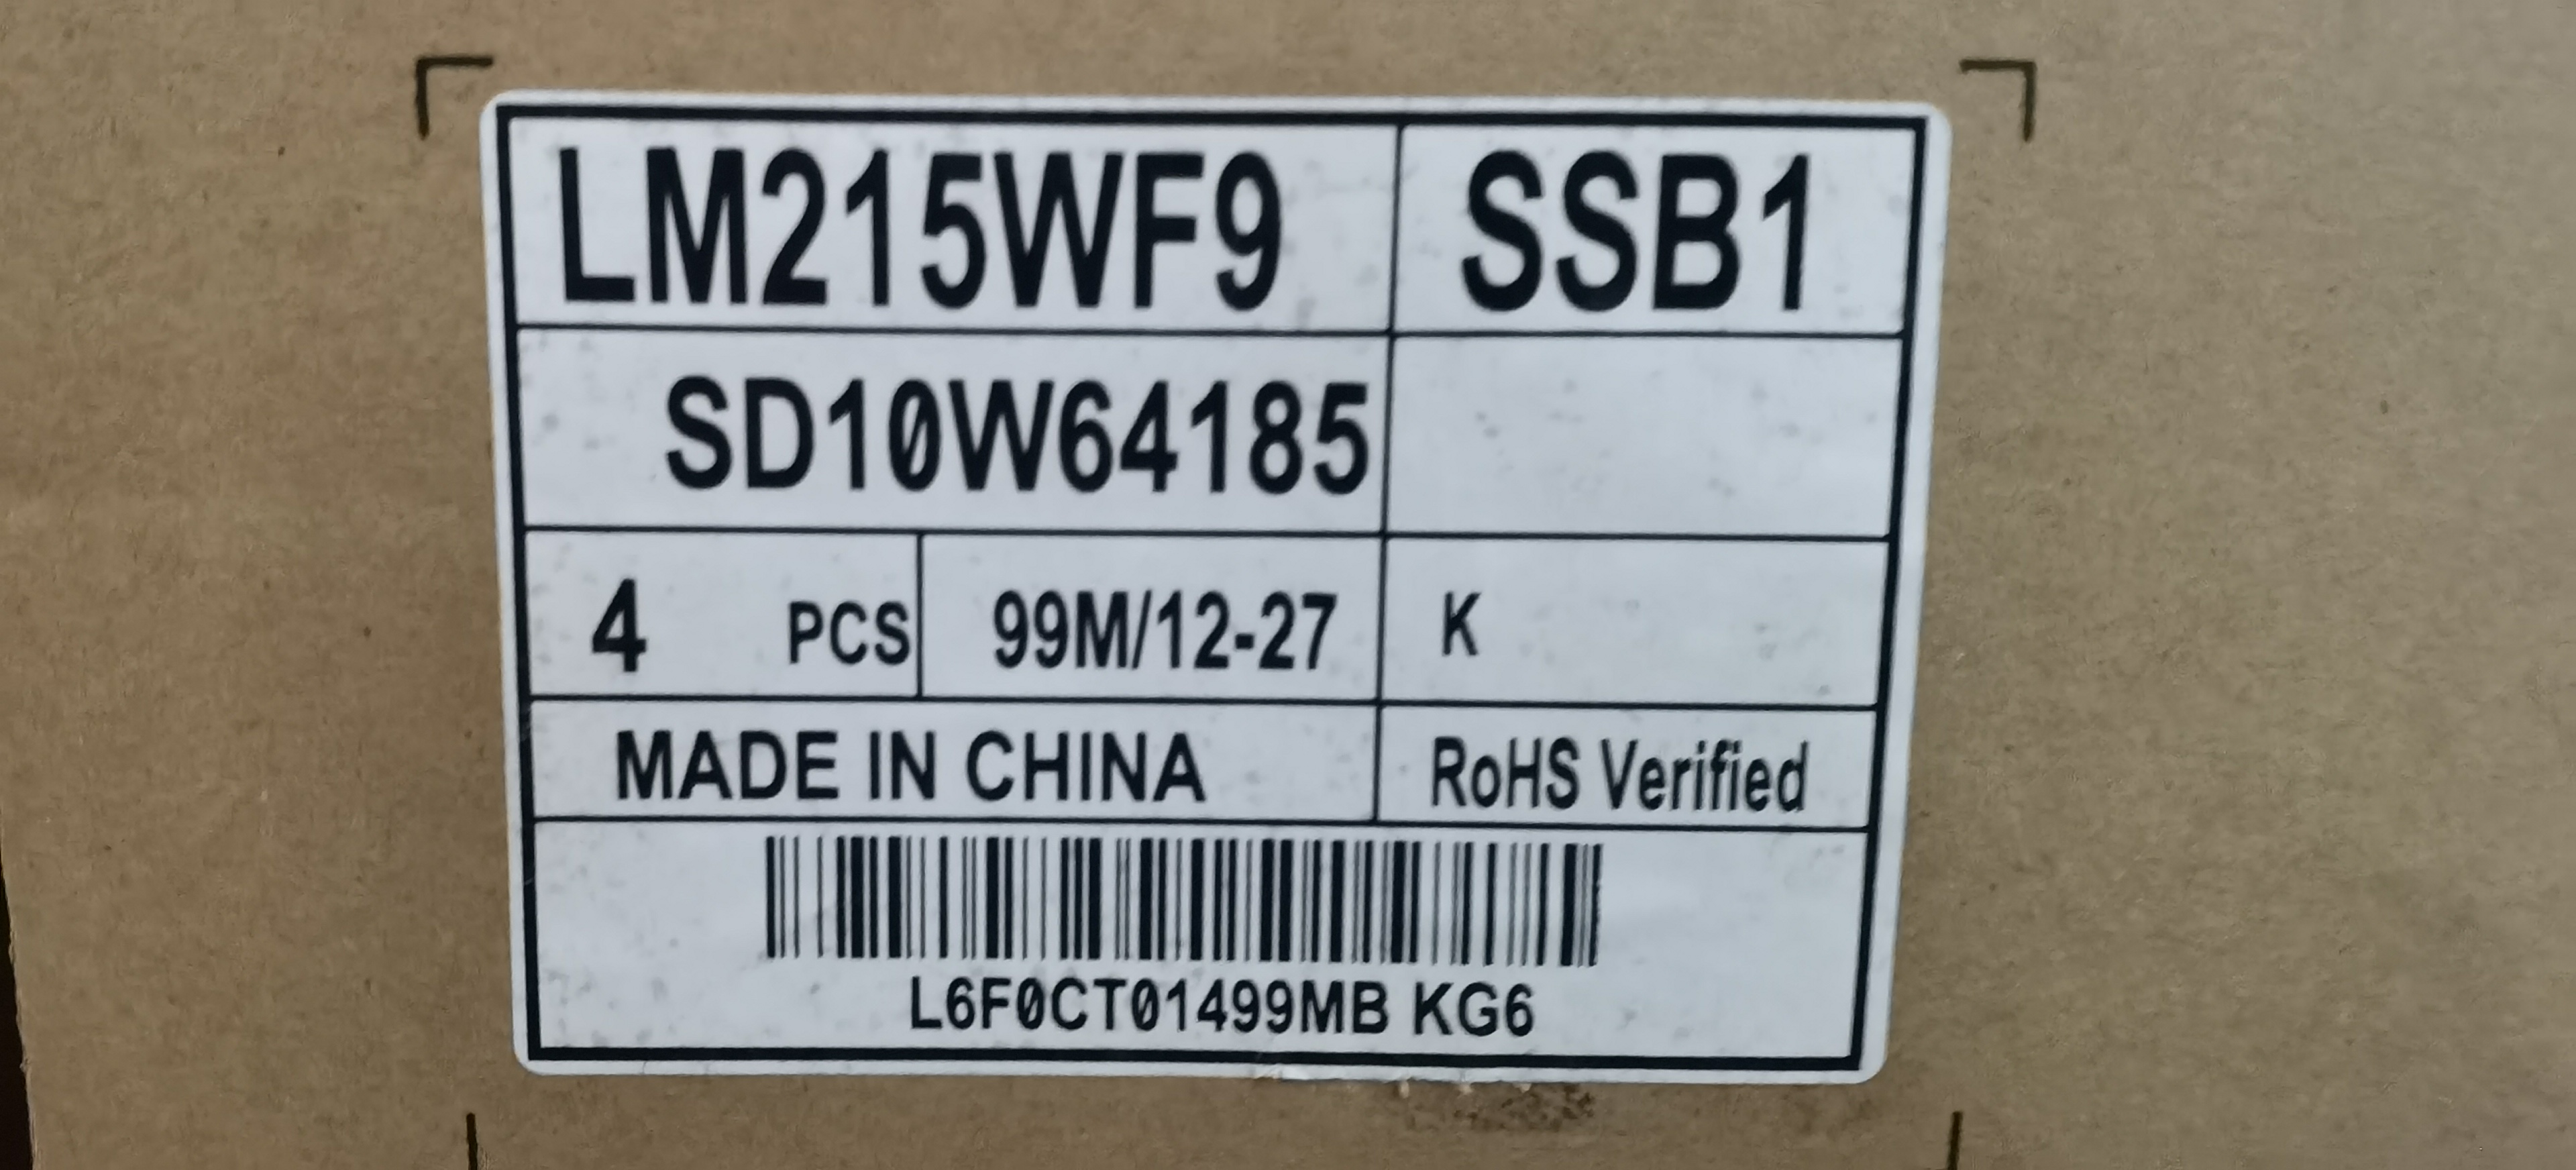 LM215WF9 SSB1
SD10W64185
4 PCS 99M/12-27 K
MADE IN CHINA RoHS Verified
L6F0CT01499MB KG6